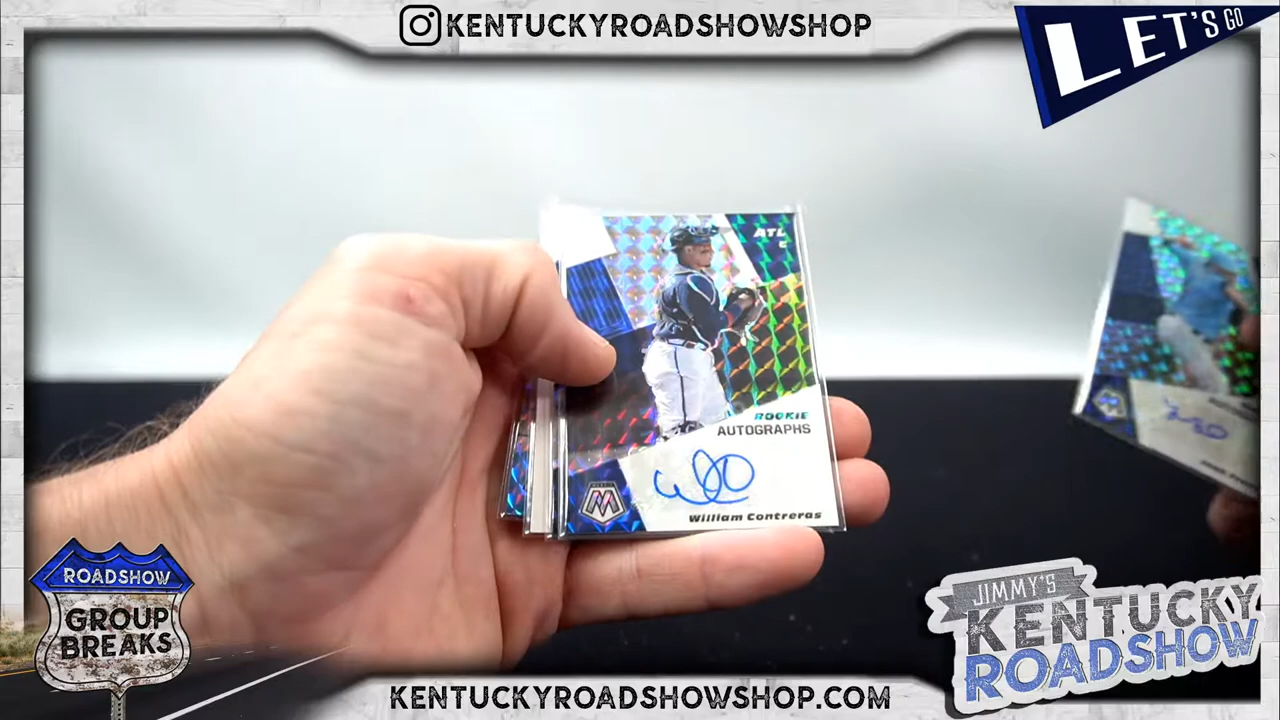 KENTUCKYROADSHOWSHOP
LET'S GO
ATL
C
ROOKIE
AUTOGRAPHS
William Contreras
ROADSHOW
GROUP
BREAKS
JIMMY'S
KENTUCKY
ROADSHOW
KENTUCKYROADSHOWSHOP.COM